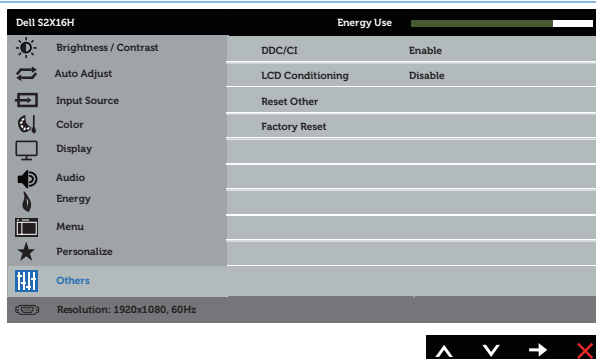 Dell S2X16H Energy Use
Brightness / Contrast
DDC/CI Enable
Auto Adjust
LCD Conditioning Disable
Input Source
Reset Other
Color
Factory Reset
Display
Audio
Energy
Menu
Personalize
Others
Resolution: 1920x1080, 60Hz